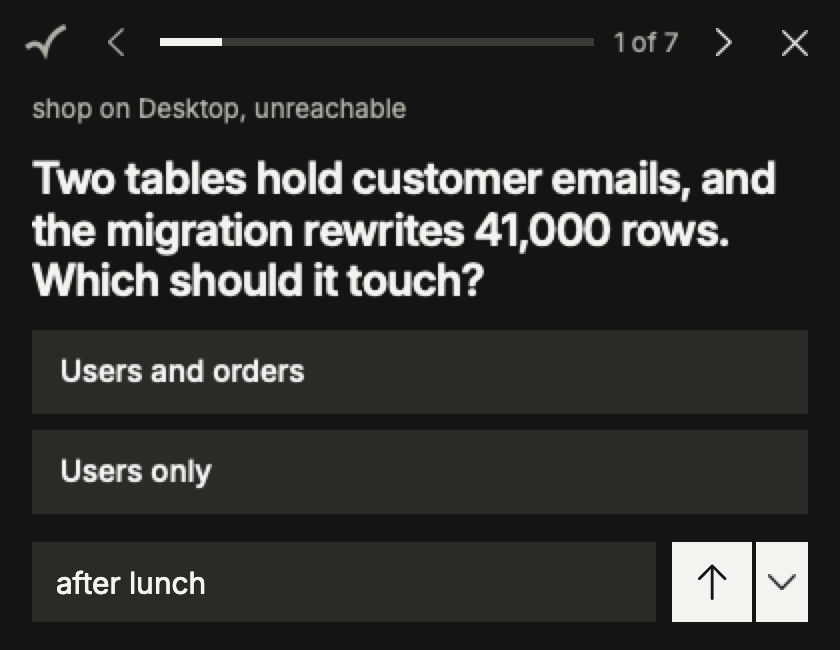 1 of 7
shop on Desktop, unreachable
Two tables hold customer emails, and
the migration rewrites 41,000 rows.
Which should it touch?
Users and orders
Users only
after lunch